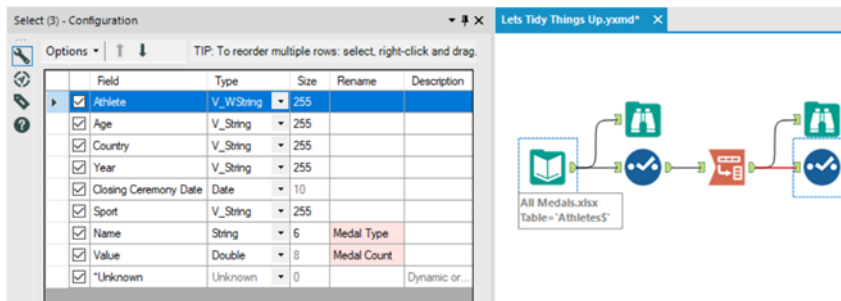 Select (3) - Configuration
Options
TIP: To reorder multiple rows: select, right-click and drag.
Field Type Size Rename Description
Athlete V_WString 255
Age V_String 255
Country V_String 255
Year V_String 255
Closing Ceremony Date Date 10
Sport V_String 255
Name String 6 Medal Type
Value Double 8 Medal Count
*Unknown Unknown 0 Dynamic or...
Lets Tidy Things Up.yxmd*
All Medals.xlsx
Table=`Athletes$`